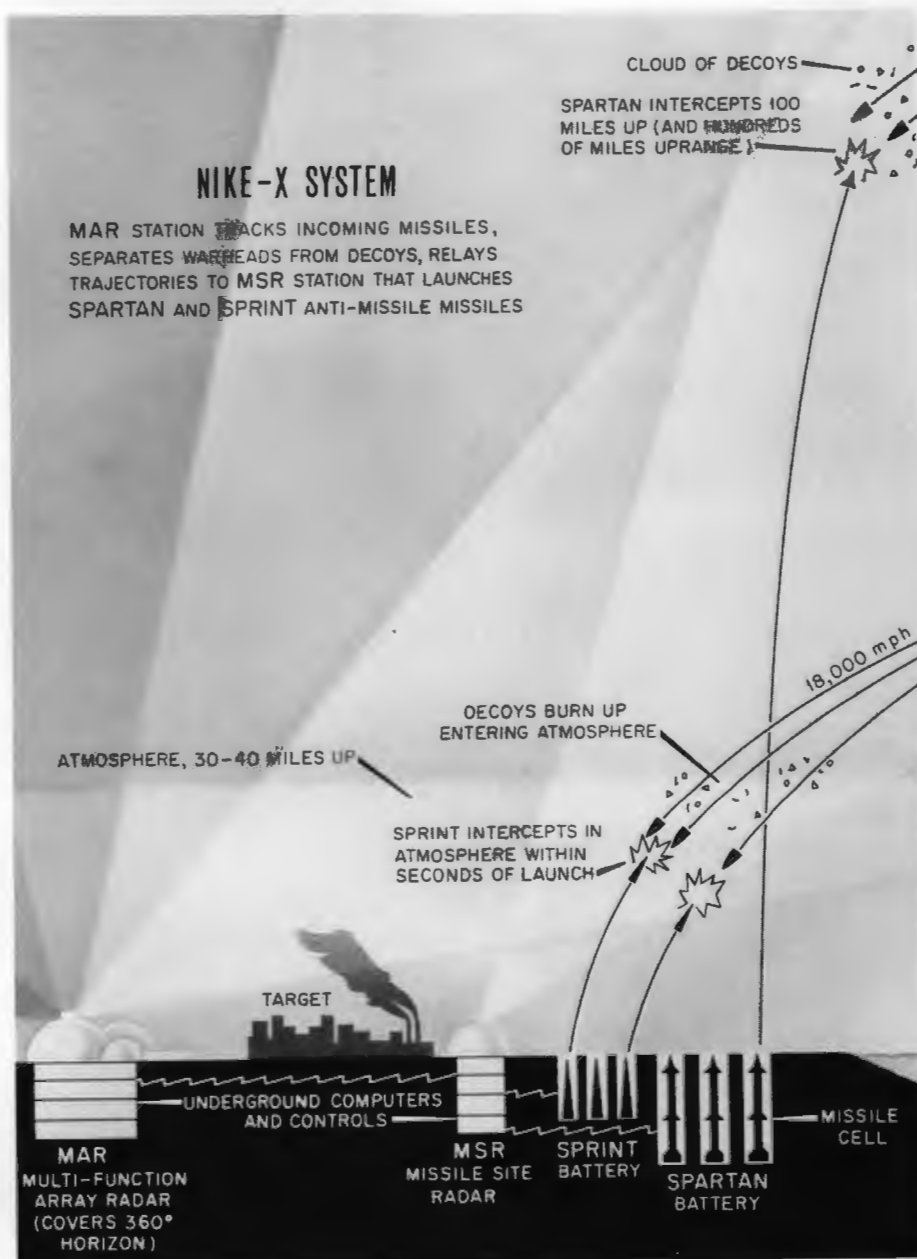 CLOUD OF DECOYS
SPARTAN INTERCEPTS 100
MILES UP (AND HUNDREDS
OF MILES UPRANGE)
NIKE-X SYSTEM
MAR STATION TRACKS INCOMING MISSILES,
SEPARATES WARHEADS FROM DECOYS, RELAYS
TRAJECTORIES TO MSR STATION THAT LAUNCHES
SPARTAN AND SPRINT ANTI-MISSILE MISSILES
18,000 mph
DECOYS BURN UP
ENTERING ATMOSPHERE
ATMOSPHERE, 30-40 MILES UP
SPRINT INTERCEPTS IN
ATMOSPHERE WITHIN
SECONDS OF LAUNCH
TARGET
UNDERGROUND COMPUTERS
AND CONTROLS
MAR
MULTI-FUNCTION
ARRAY RADAR
(COVERS 360°
HORIZON)
MSR
MISSILE SITE
RADAR
SPRINT
BATTERY
SPARTAN
BATTERY
MISSILE
CELL